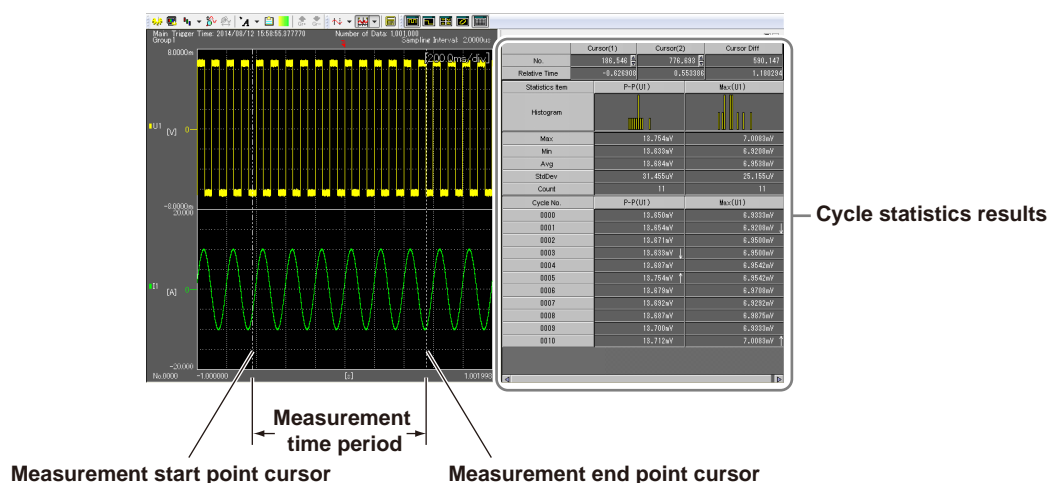 Main Trigger Time: 2014/08/12 15:50:55.377770 Number of Data: 1,001,000
Group1 Sampling Interval: 2.0000us
8.0000m [200.0ms/div]
U1 [V] 0
-8.0000m
20.000
I1 [A] 0
-20.000
No.0000 -1.000000 [s] 1.001998
Cursor(1) Cursor(2) Cursor Diff
No. 186,546 776,693 590,147
Relative Time -0.626908 0.553386 1.180294
Statistics Item P-P(U1) Max(U1)
Histogram
Max 13.754mV 7.0083mV
Min 13.633mV 6.9208mV
Avg 13.684mV 6.9538mV
StdDev 31.455uV 25.155uV
Count 11 11
Cycle No. P-P(U1) Max(U1)
0000 13.650mV 6.9333mV
0001 13.654mV 6.9208mV ↓
0002 13.671mV 6.9500mV
0003 13.633mV ↓ 6.9500mV
0004 13.687mV 6.9542mV
0005 13.754mV ↑ 6.9542mV
0006 13.679mV 6.9708mV
0007 13.692mV 6.9292mV
0008 13.687mV 6.9875mV
0009 13.700mV 6.9333mV
0010 13.712mV 7.0083mV ↑
Cycle statistics results
Measurement
time period
Measurement start point cursor
Measurement end point cursor